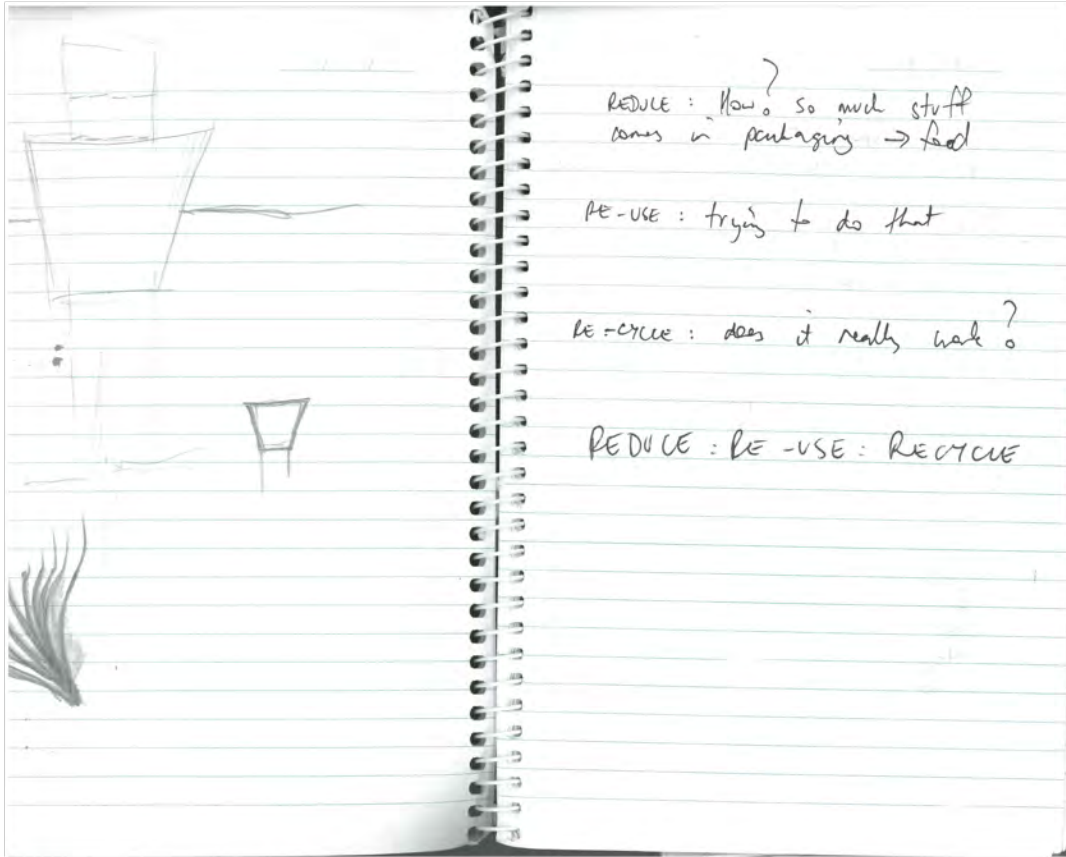 REDUCE : How? so much stuff
comes in packaging → food
RE-USE : trying to do that
RE-CYCLE : does it really work?
REDUCE : RE-USE : RECYCLE